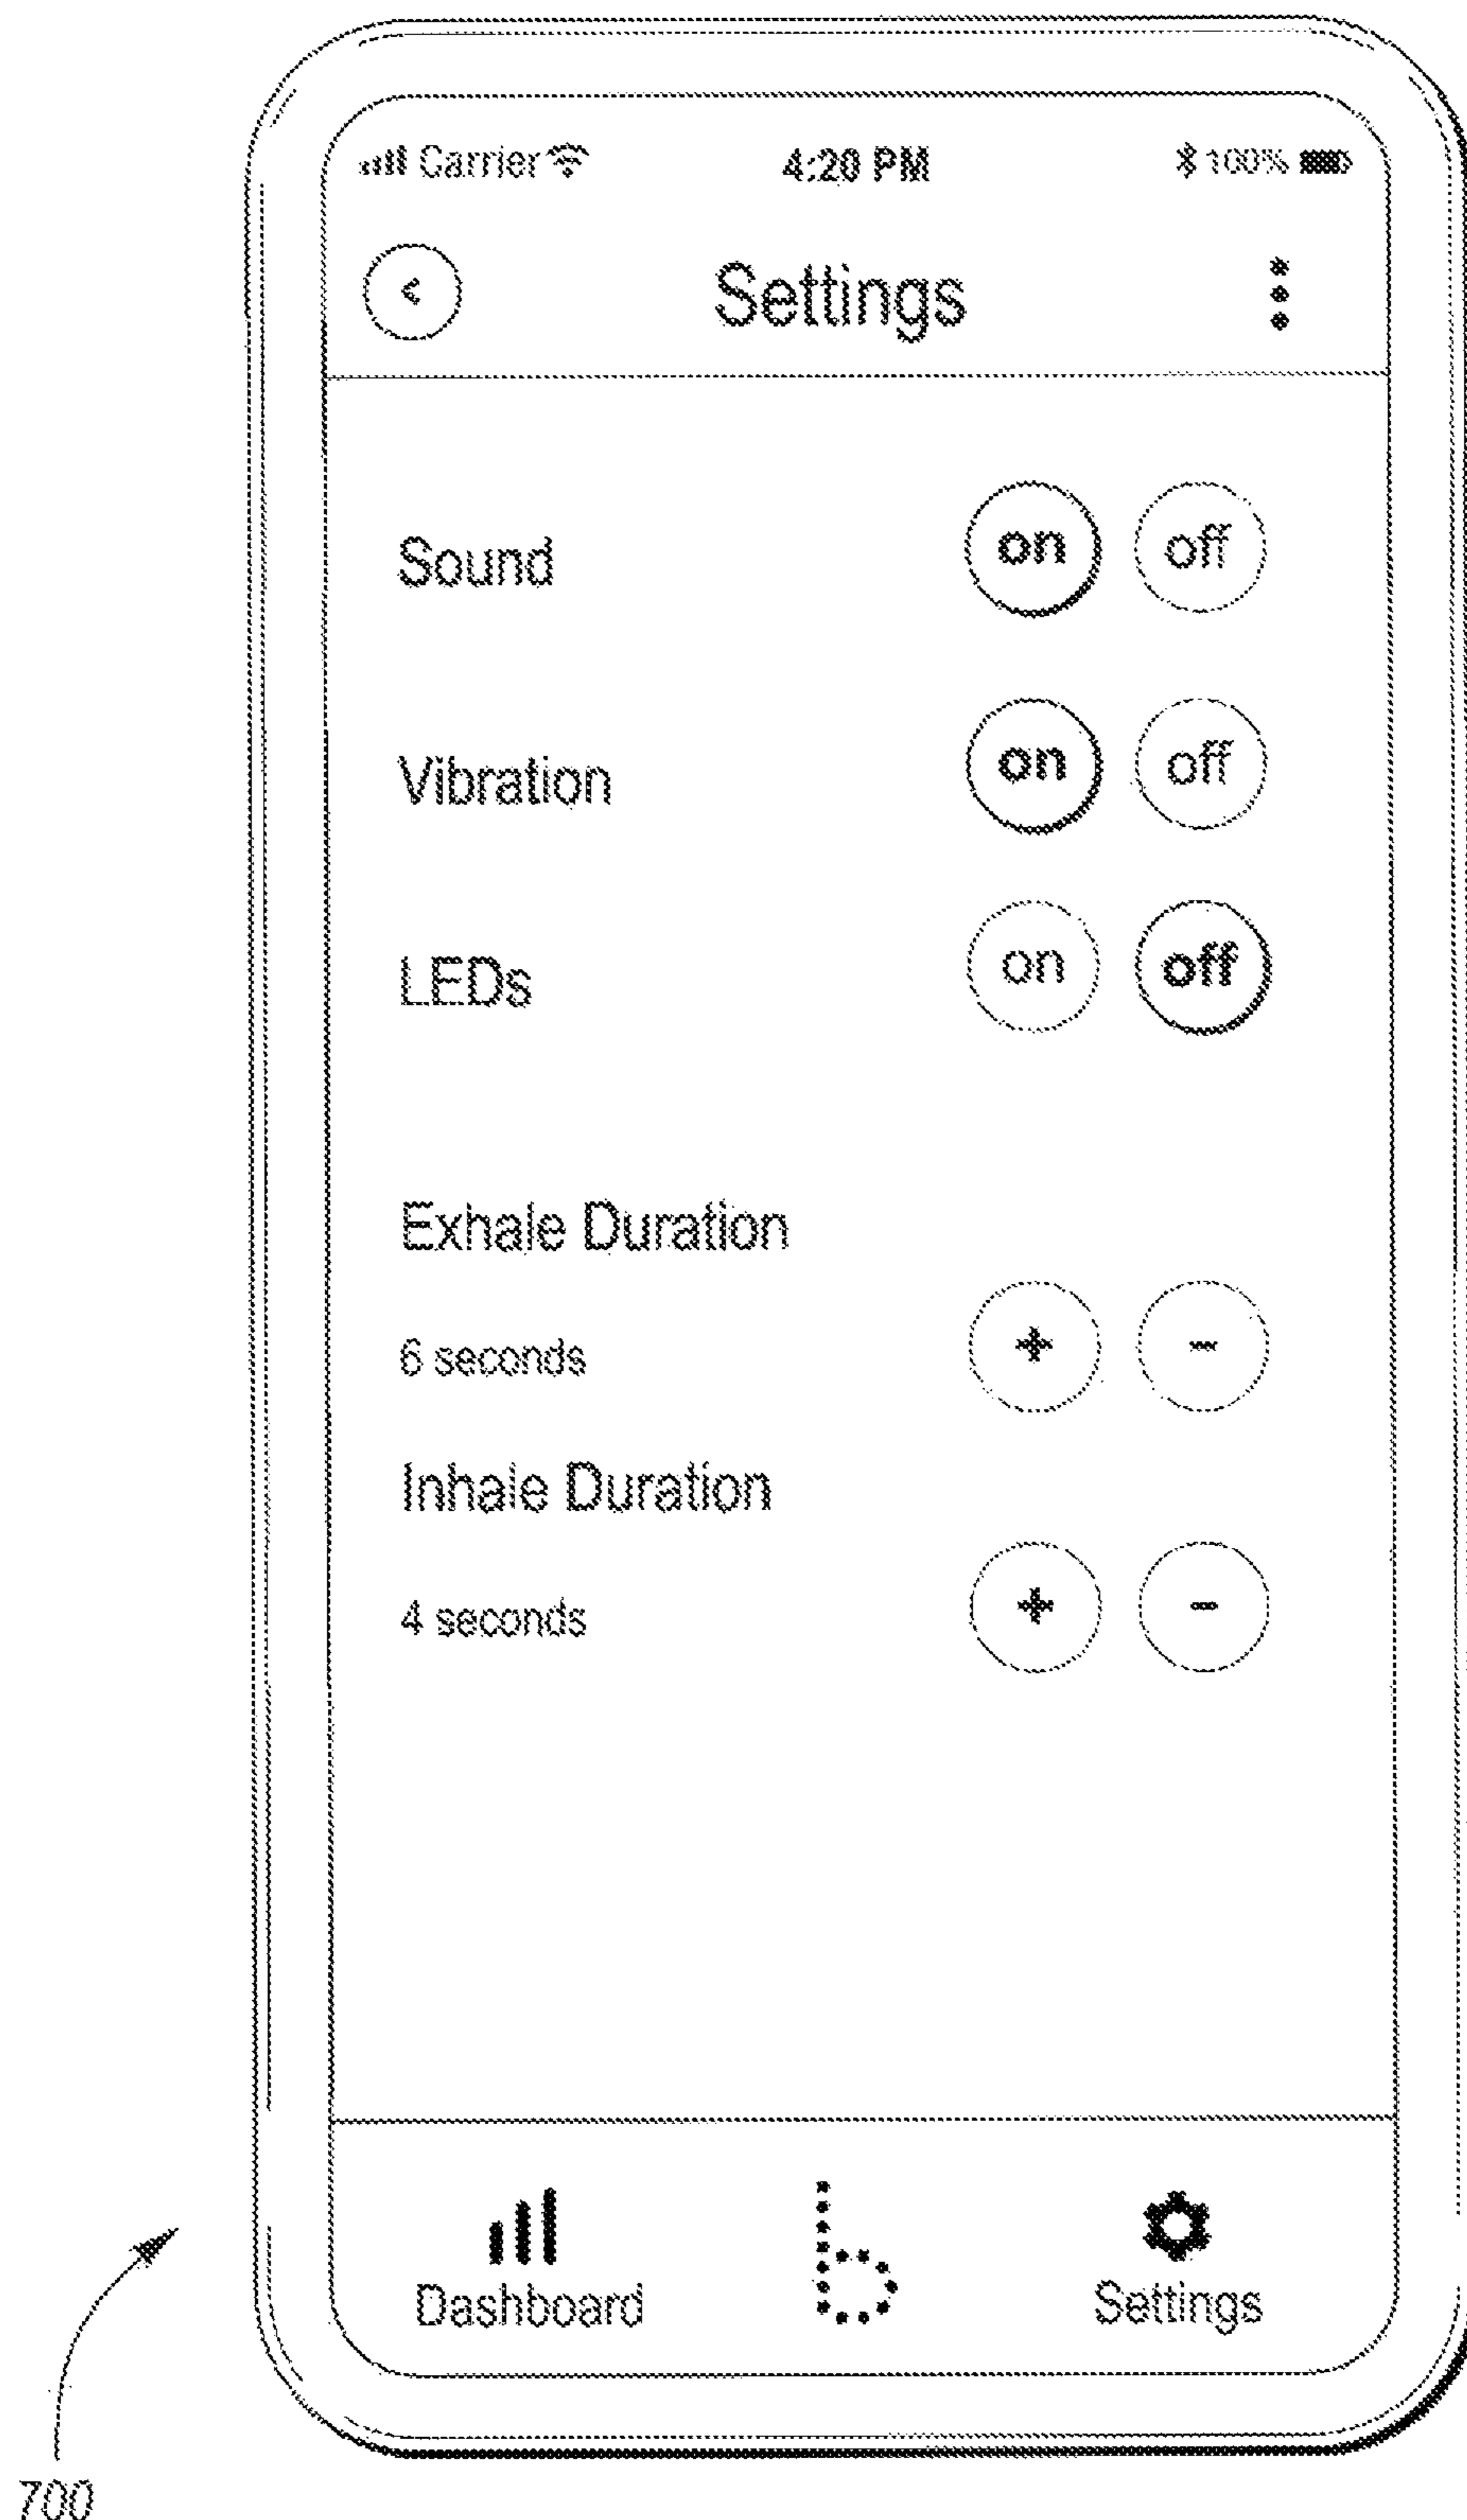 Carrier 4:20 PM 100%
< Settings
Sound on off
Vibration on off
LEDs on off
Exhale Duration
6 seconds + -
Inhale Duration
4 seconds + -
b
Dashboard Settings
700